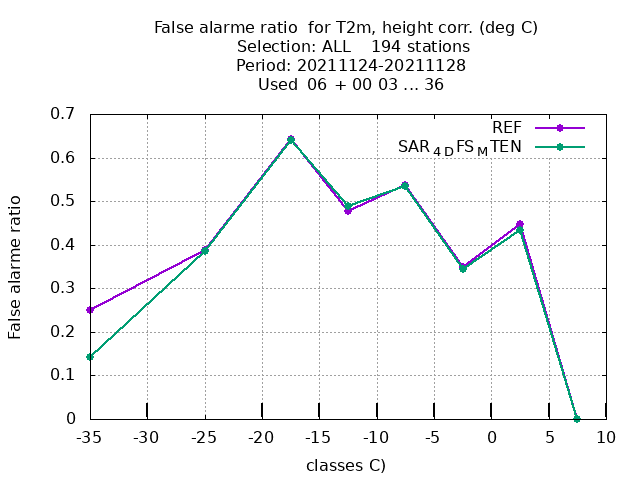 False alarme ratio  for T2m, height corr. (deg C)
Selection: ALL    194 stations
Period: 20211124-20211128
Used  06 + 00 03 ... 36
REF
SAR4DFSMTEN
False alarme ratio
0.7
0.6
0.5
0.4
0.3
0.2
0.1
0
-35 -30 -25 -20 -15 -10 -5 0 5 10
classes C)